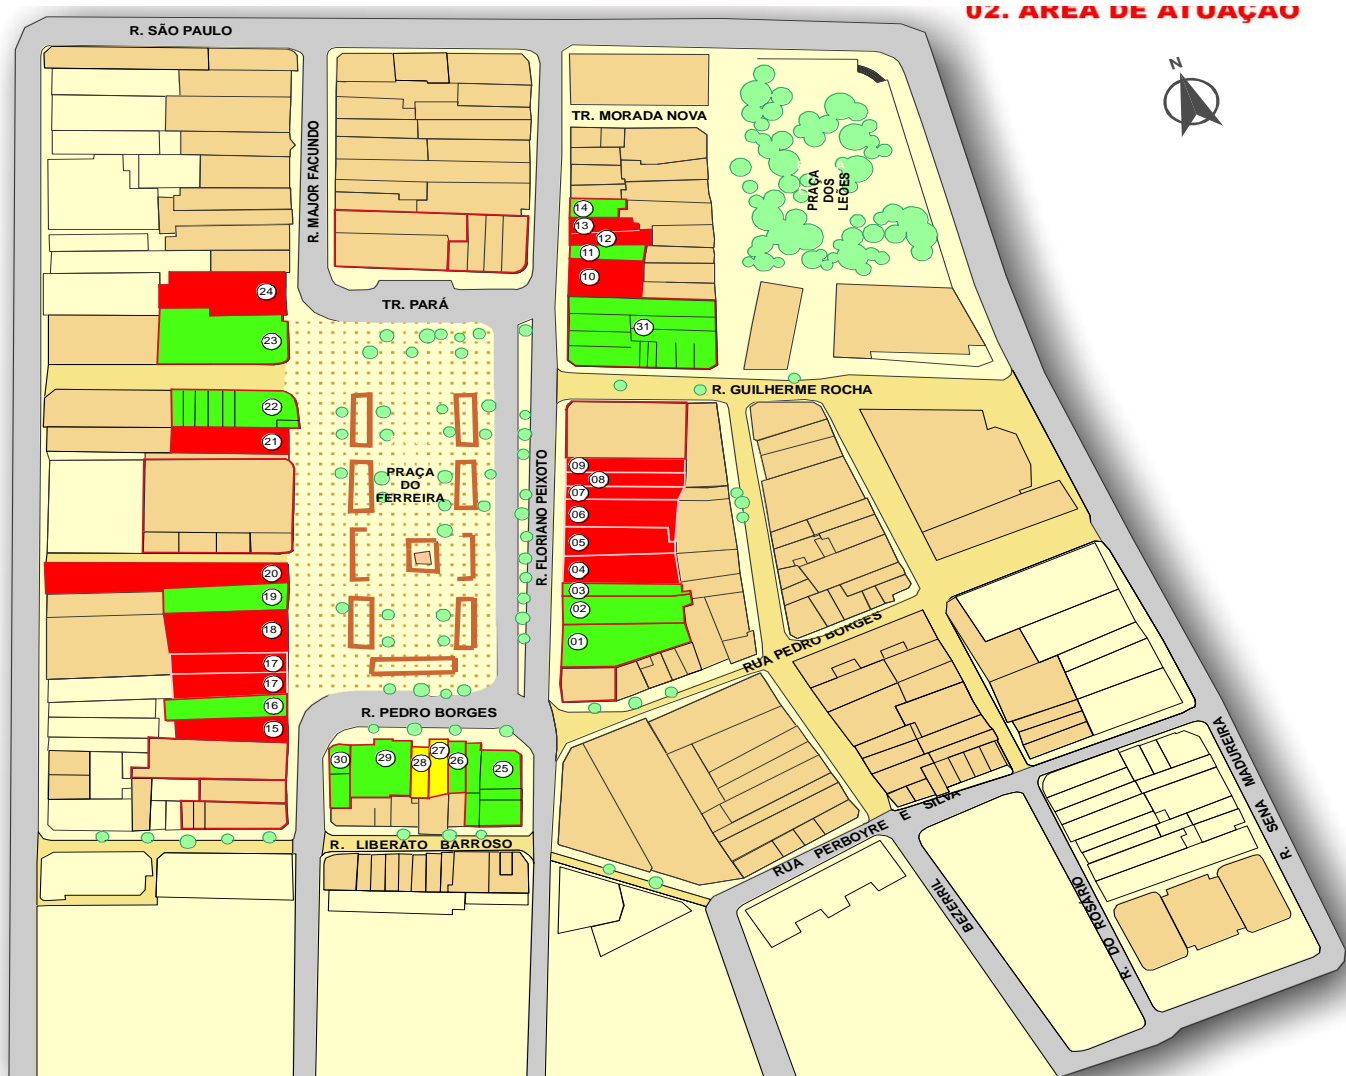 02. ÁREA DE ATUAÇÃO
R. SÃO PAULO
N
TR. MORADA NOVA
R. MAJOR FACUNDO
PRAÇA
DOS
LEÕES
14
13
12
11
10
24
TR. PARÁ
31
23
R. GUILHERME ROCHA
22
21
PRAÇA
DO
FERREIRA
R. FLORIANO PEIXOTO
09
08
07
06
05
04
03
02
01
20
19
18
17
17
16
15
RUA PEDRO BORGES
R. PEDRO BORGES
30
29
28
27
26
25
R. LIBERATO BARROSO
RUA PERBOYRE E SILVA
BEZERRIL
R. DO ROSÁRIO
R. SENA MADUREIRA